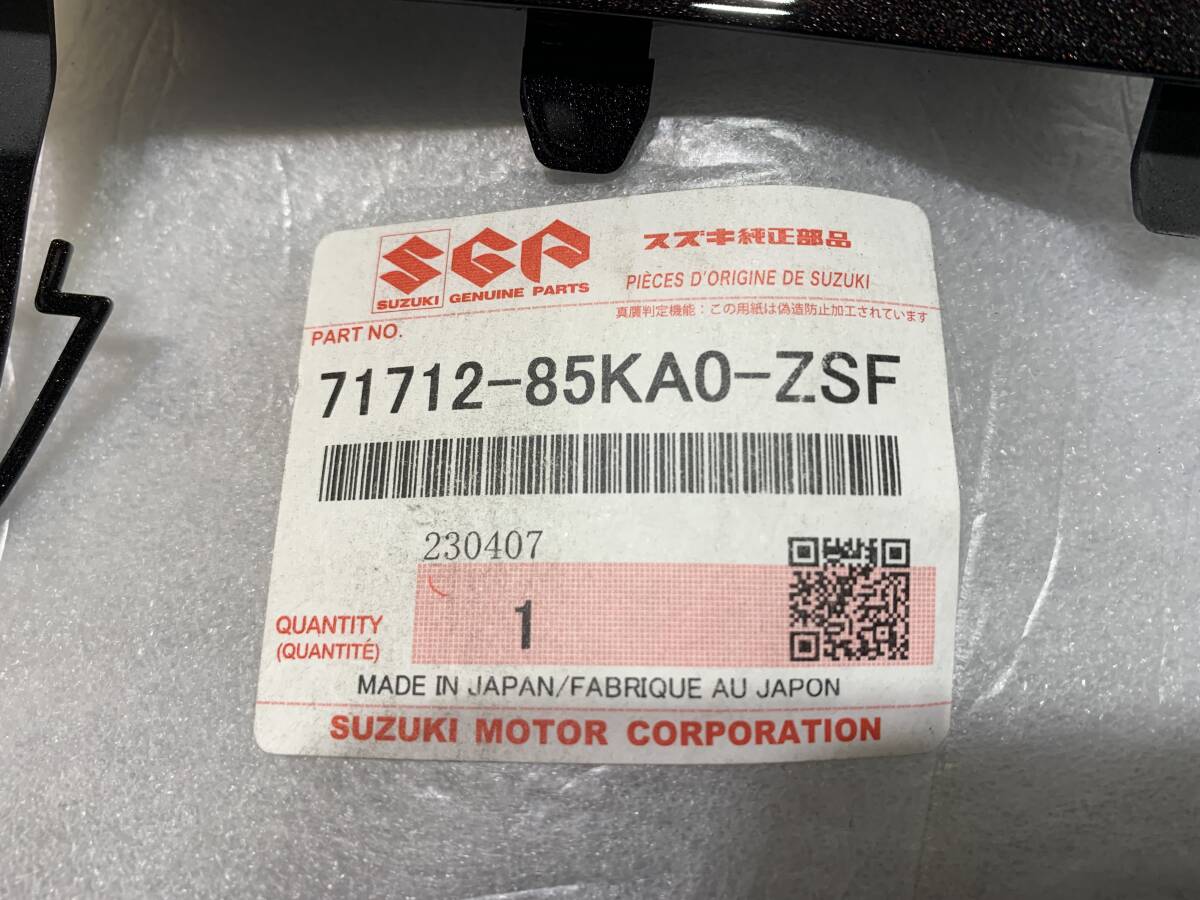 SGP
スズキ純正部品
SUZUKI GENUINE PARTS
PIÈCES D'ORIGINE DE SUZUKI
真贋判定機能：この用紙は偽造防止加工されています
PART NO.
71712-85KA0-ZSF
230407
QUANTITY
(QUANTITÉ)
1
MADE IN JAPAN/FABRIQUE AU JAPON
SUZUKI MOTOR CORPORATION